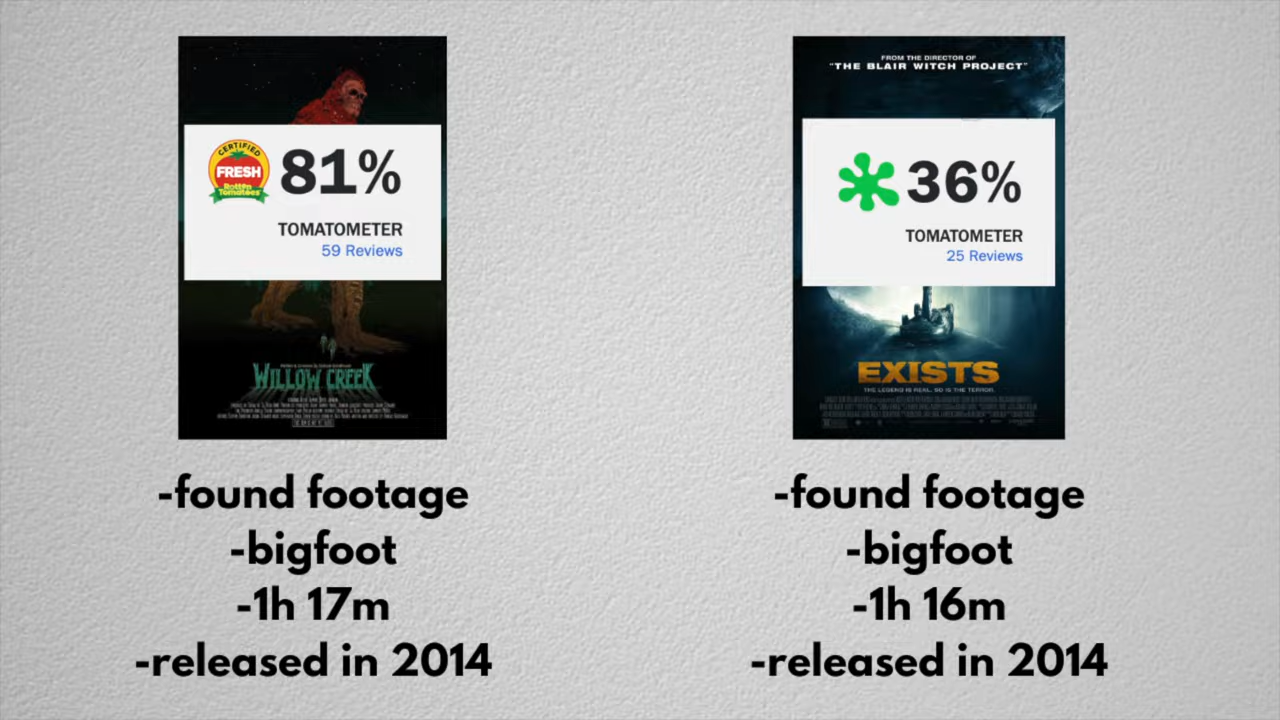 CERTIFIED
FRESH
Rotten
Tomatoes
81%
TOMATOMETER
59 Reviews
WILLOW CREEK
-found footage
-bigfoot
-1h 17m
-released in 2014
FROM THE DIRECTOR OF
"THE BLAIR WITCH PROJECT"
36%
TOMATOMETER
25 Reviews
EXISTS
THE LEGEND IS REAL. SO IS THE TERROR.
-found footage
-bigfoot
-1h 16m
-released in 2014